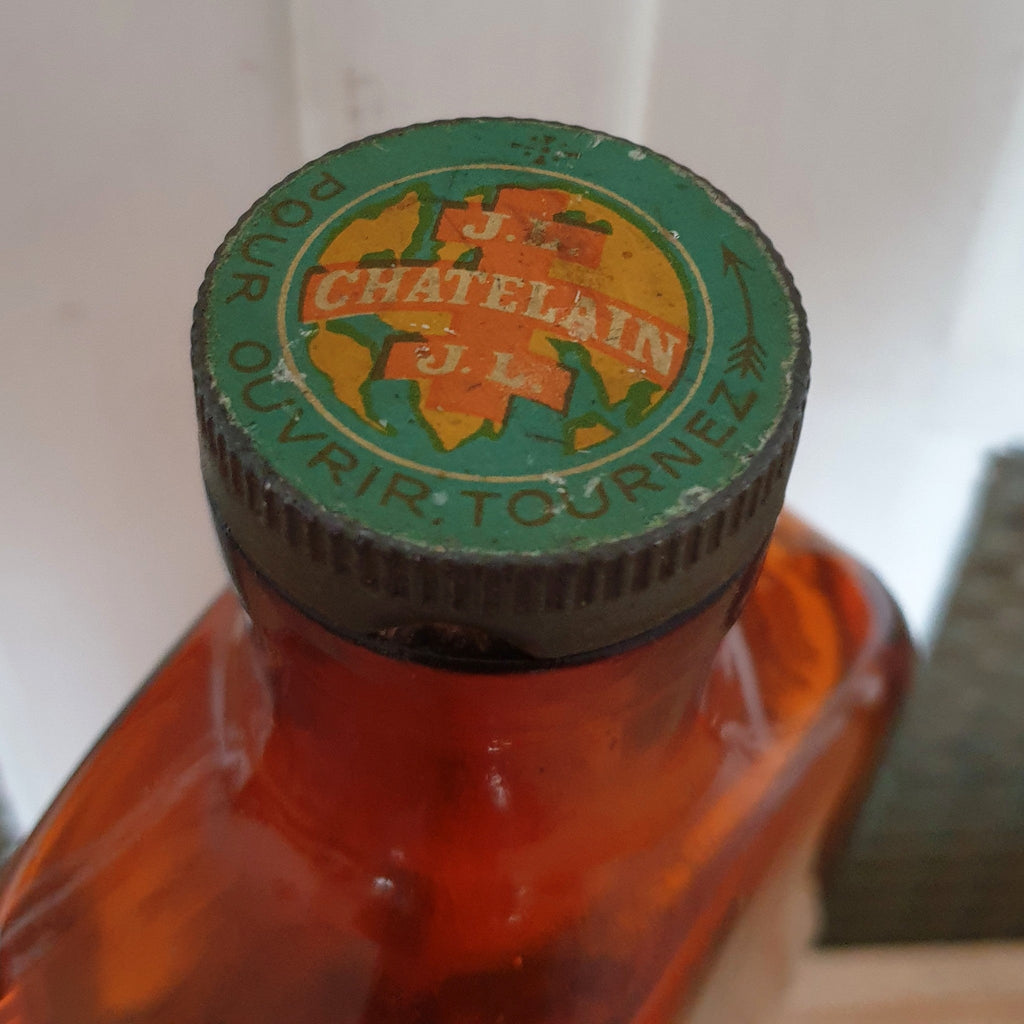 J.L.
CHATELAIN
J.L.
POUR OUVRIR. TOURNEZ